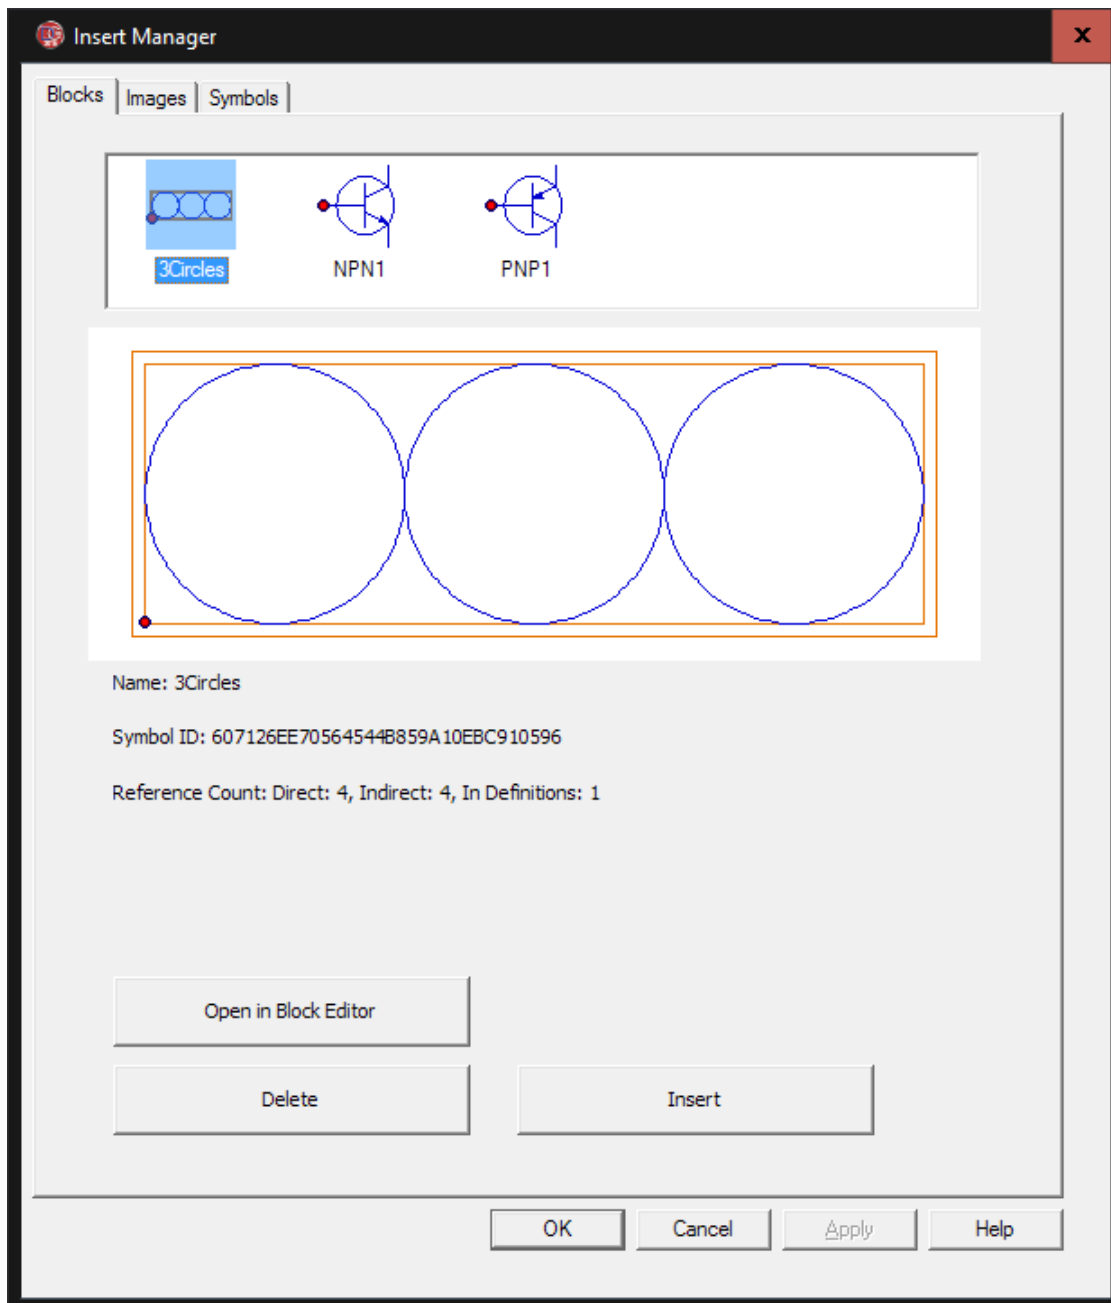 Insert Manager
x
Blocks Images Symbols
3Circles NPN1 PNP1
Name: 3Circles
Symbol ID: 607126EE70564544B859A10EBC910596
Reference Count: Direct: 4, Indirect: 4, In Definitions: 1
Open in Block Editor
Delete Insert
OK Cancel Apply Help